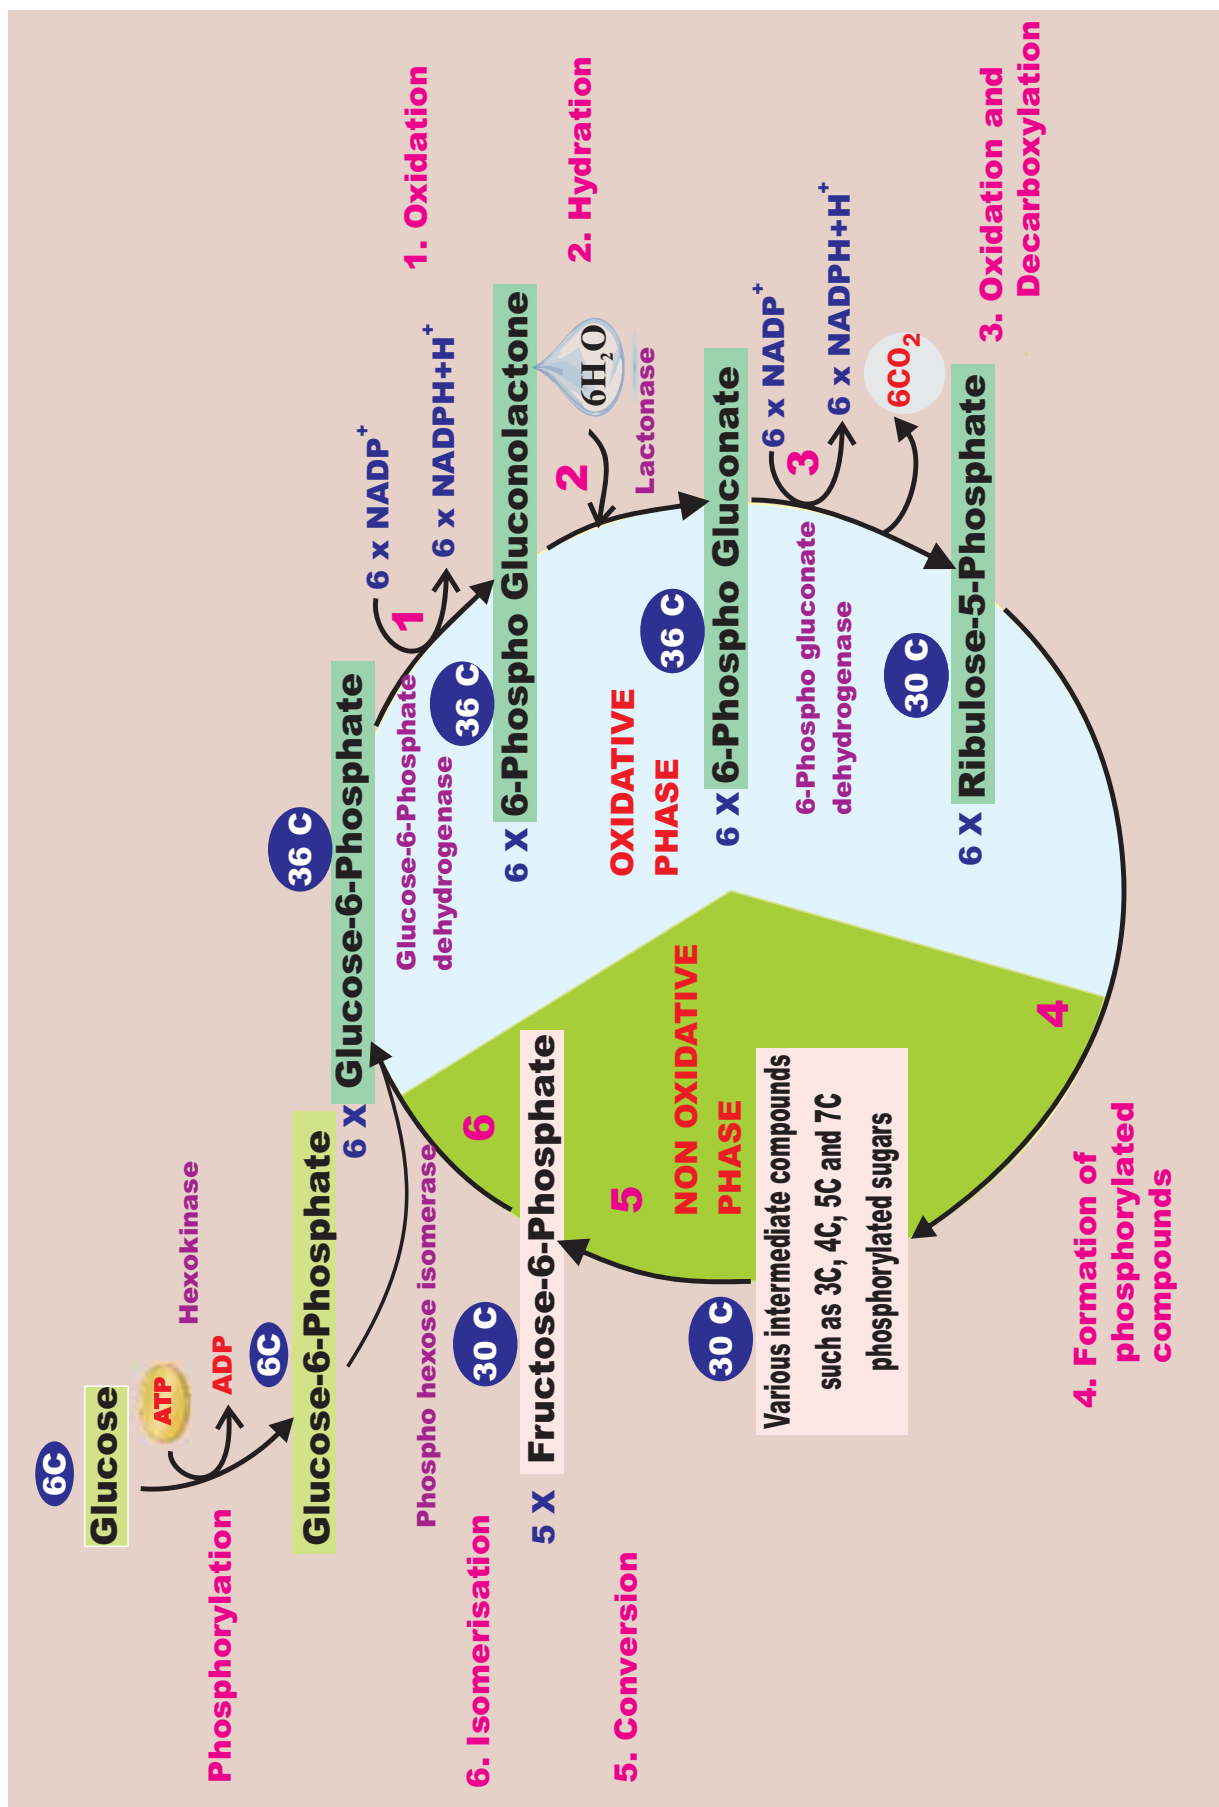 6C
Glucose
ATP
ADP
Hexokinase
Phosphorylation
6C
Glucose-6-Phosphate
36 C
6 X Glucose-6-Phosphate
6 x NADP+
1
6 x NADPH+H+
1. Oxidation
Glucose-6-Phosphate
dehydrogenase
36 C
6 X 6-Phospho Gluconolactone
6H₂O
2
2. Hydration
Lactonase
36 C
6 X 6-Phospho Gluconate
6 x NADP+
3
6 x NADPH+H+
6CO₂
3. Oxidation and
Decarboxylation
6-Phospho gluconate
dehydrogenase
30 C
6 X Ribulose-5-Phosphate
OXIDATIVE
PHASE
4
4. Formation of
phosphorylated
compounds
30 C
Various intermediate compounds
such as 3C, 4C, 5C and 7C
phosphorylated sugars
NON OXIDATIVE
PHASE
5
5. Conversion
30 C
5 X Fructose-6-Phosphate
6
6. Isomerisation
Phospho hexose isomerase